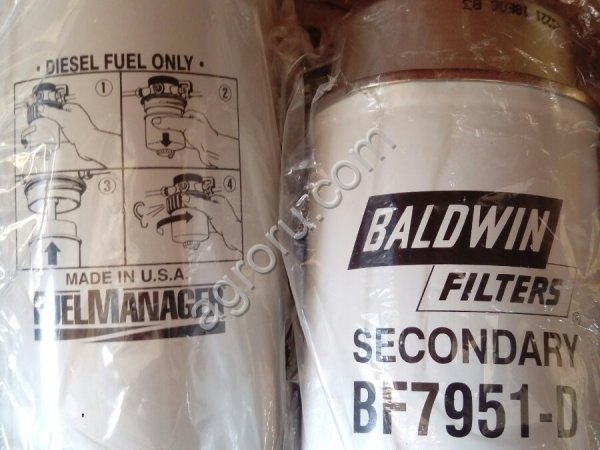 · DIESEL FUEL ONLY ·
1
2
3
4
MADE IN U.S.A
FUELMANAGER
BALDWIN
FILTERS®
SECONDARY
BF7951-D
agroru.com